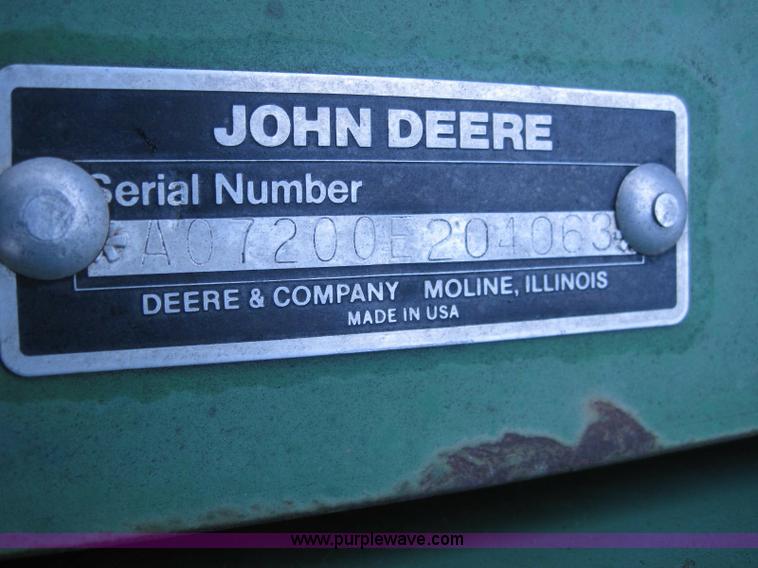 JOHN DEERE
Serial Number
*A07200E204063*
DEERE & COMPANY MOLINE, ILLINOIS
MADE IN USA
www.purplewave.com